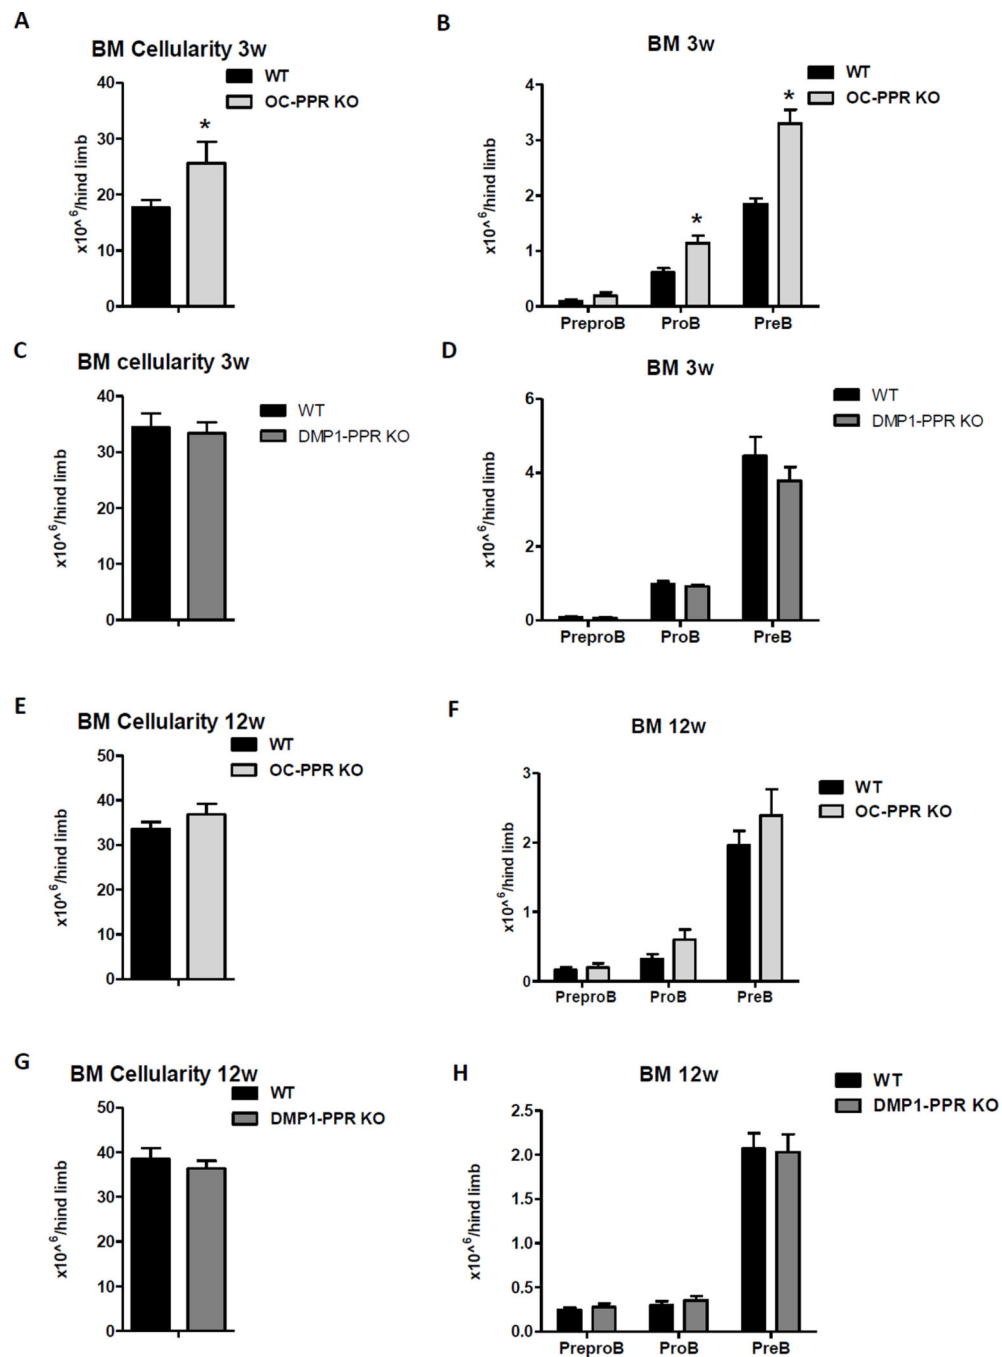 A
BM Cellularity 3w
WT
OC-PPR KO
40
30
20
10
0
x10^6/hind limb
*
B
BM 3w
WT
OC-PPR KO
4
3
2
1
0
x10^6/hind limb
*
*
PreproB ProB PreB
C
BM cellularity 3w
WT
DMP1-PPR KO
40
30
20
10
0
x10^6/hind limb
D
BM 3w
WT
DMP1-PPR KO
6
4
2
0
x10^6/hind limb
PreproB ProB PreB
E
BM Cellularity 12w
WT
OC-PPR KO
50
40
30
20
10
0
x10^6/hind limb
F
BM 12w
WT
OC-PPR KO
3
2
1
0
x10^6/hind limb
PreproB ProB PreB
G
BM Cellularity 12w
WT
DMP1-PPR KO
50
40
30
20
10
0
x10^6/hind limb
H
BM 12w
WT
DMP1-PPR KO
2.5
2.0
1.5
1.0
0.5
0.0
x10^6/hind limb
PreproB ProB PreB